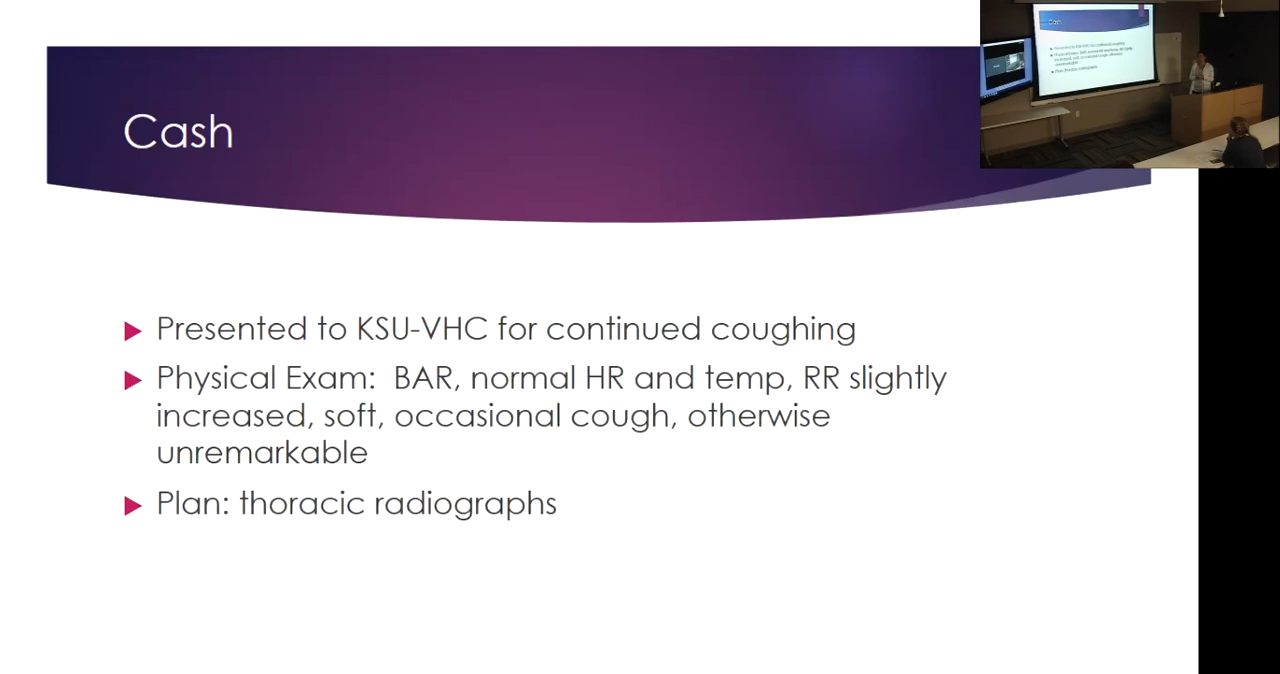 Cash
Presented to KSU-VHC for continued coughing
Physical Exam:  BAR, normal HR and temp, RR slightly
increased, soft, occasional cough, otherwise
unremarkable
Plan: thoracic radiographs